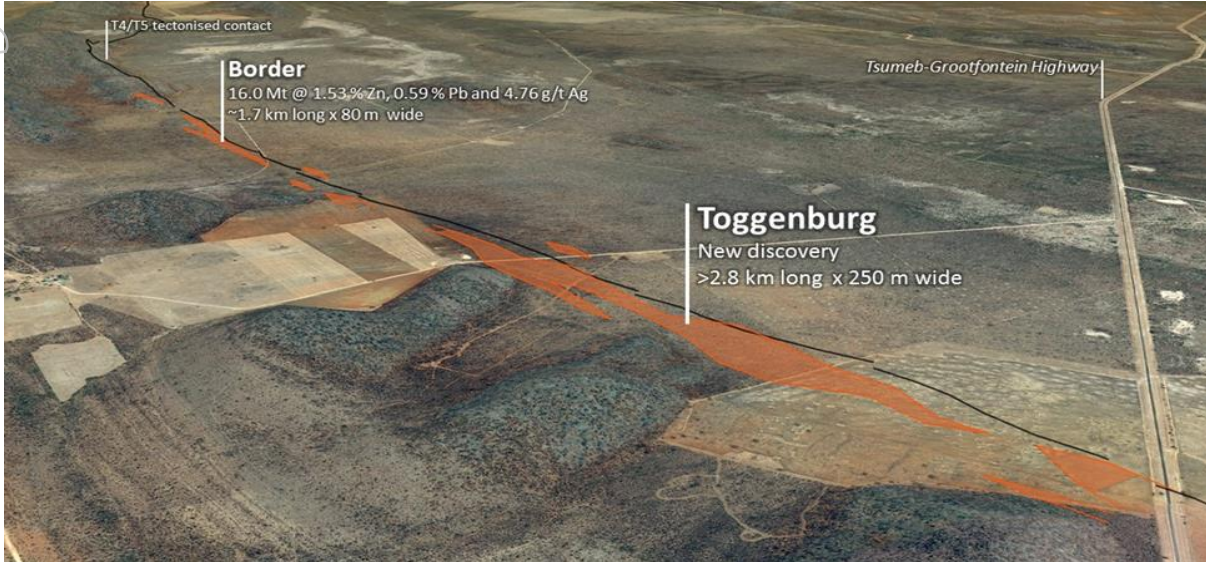 T4/T5 tectonised contact
Border
16.0 Mt @ 1.53 % Zn, 0.59 % Pb and 4.76 g/t Ag
~1.7 km long x 80 m wide
Tsumeb-Grootfontein Highway
Toggenburg
New discovery
>2.8 km long x 250 m wide